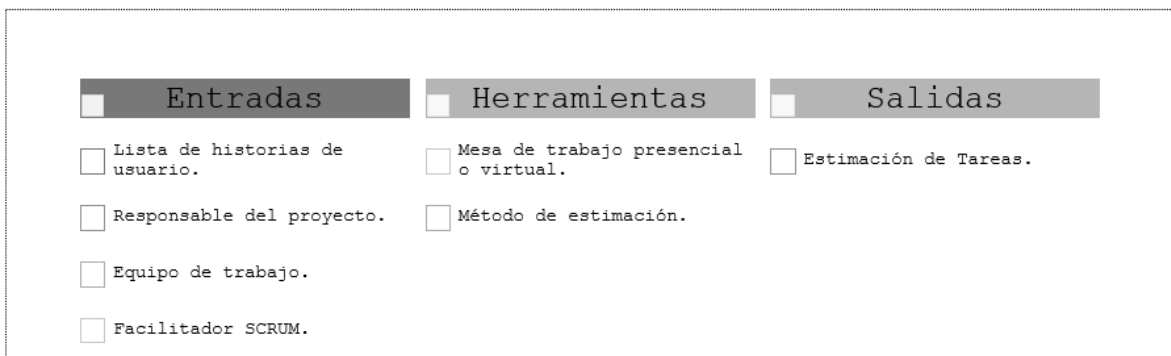 Entradas
Lista de historias de
usuario.
Responsable del proyecto.
Equipo de trabajo.
Facilitador SCRUM.
Herramientas
Mesa de trabajo presencial
o virtual.
Método de estimación.
Salidas
Estimación de Tareas.